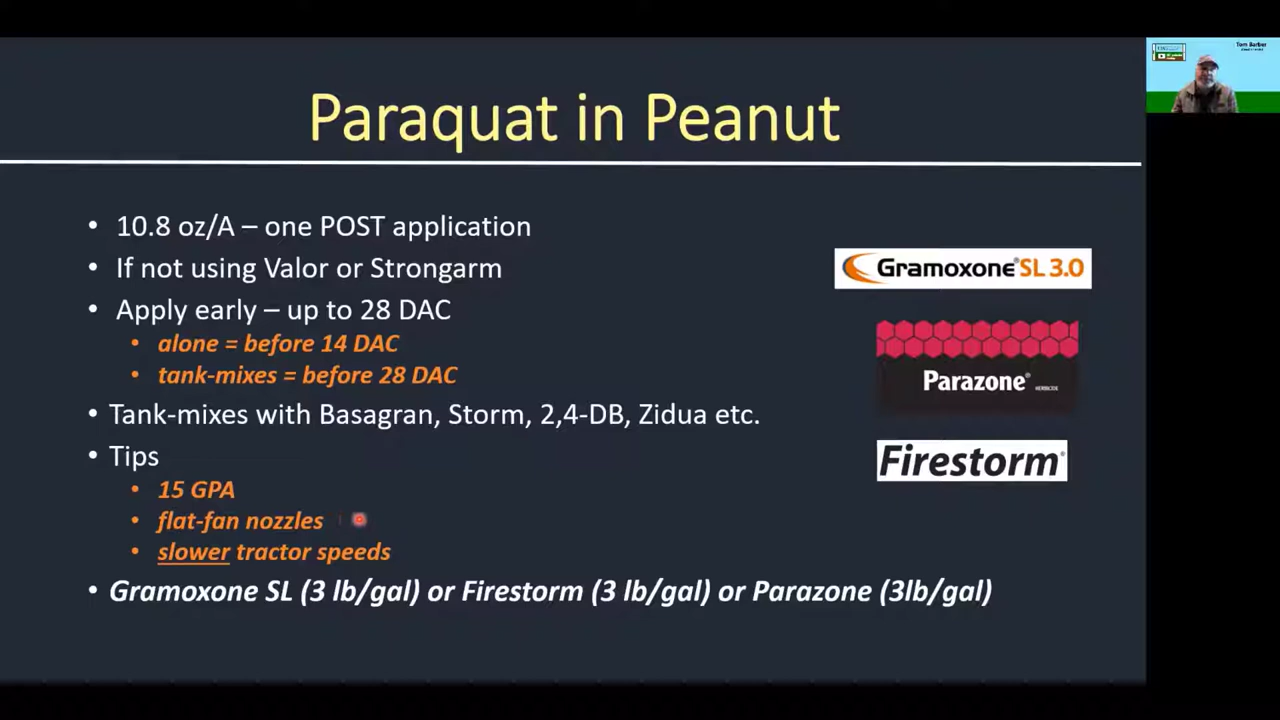 Paraquat in Peanut
Tom Barber
• 10.8 oz/A – one POST application
• If not using Valor or Strongarm
• Apply early – up to 28 DAC
• alone = before 14 DAC
• tank-mixes = before 28 DAC
• Tank-mixes with Basagran, Storm, 2,4-DB, Zidua etc.
• Tips
• 15 GPA
• flat-fan nozzles
• slower tractor speeds
• Gramoxone SL (3 lb/gal) or Firestorm (3 lb/gal) or Parazone (3lb/gal)
Gramoxone® SL 3.0
Parazone® HERBICIDE
Firestorm®